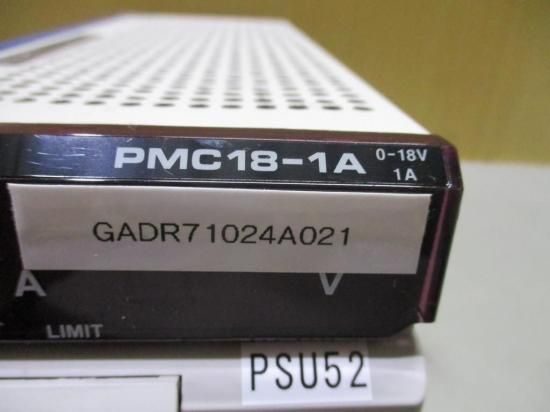 PMC18-1A 0-18V
1A
GADR71024A021
A V
LIMIT
PSU52